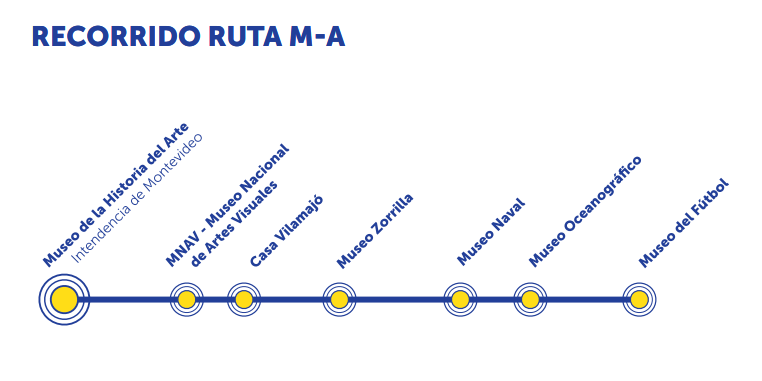 RECORRIDO RUTA M-A
Museo de la Historia del Arte
Intendencia de Montevideo
MNAV - Museo Nacional
de Artes Visuales
Casa Vilamajó
Museo Zorrilla
Museo Naval
Museo Oceanográfico
Museo del Fútbol